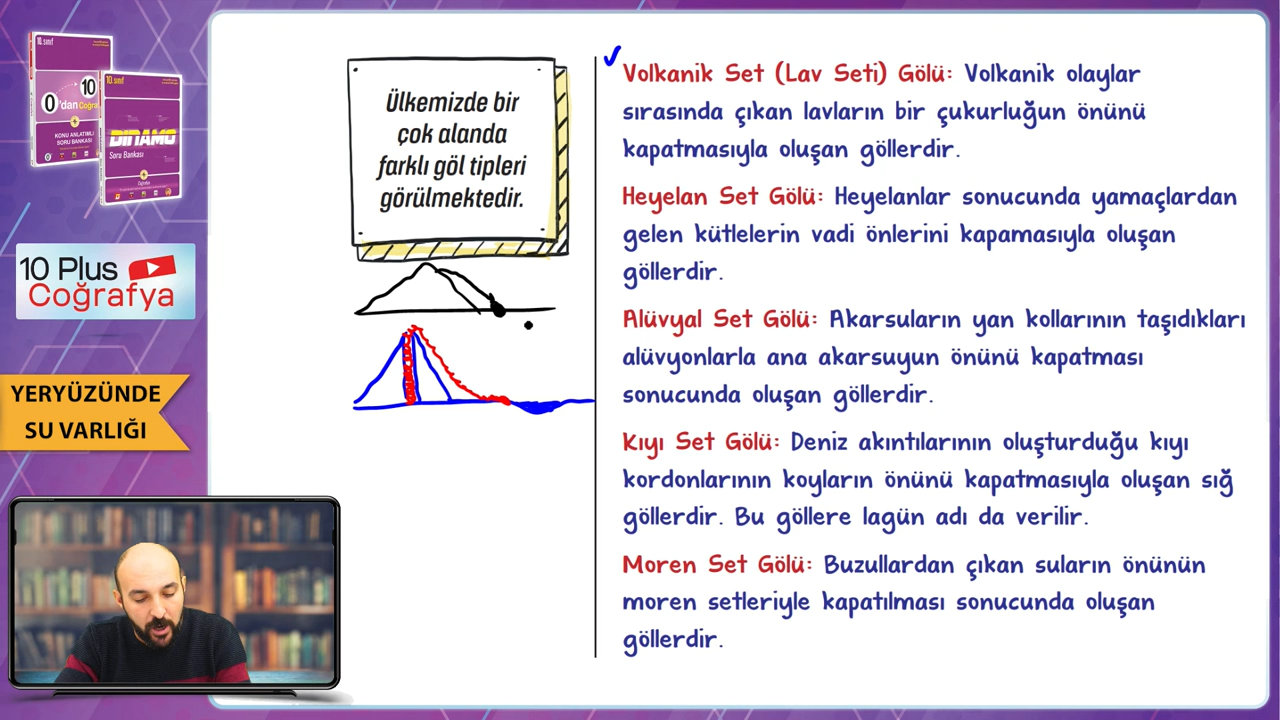 10.sınıf
0'dan 10
Coğra
KONU ANLATIMLI
SORU BANKASI
10.sınıf
DINAMO
Soru Bankası
Coğrafya
10 Plus
Coğrafya
YERYÜZÜNDE
SU VARLIĞI
Ülkemizde bir
çok alanda
farklı göl tipleri
görülmektedir.
Volkanik Set (Lav Seti) Gölü: Volkanik olaylar
sırasında çıkan lavların bir çukurluğun önünü
kapatmasıyla oluşan göllerdir.
Heyelan Set Gölü: Heyelanlar sonucunda yamaçlardan
gelen kütlelerin vadi önlerini kapamasıyla oluşan
göllerdir.
Alüvyal Set Gölü: Akarsuların yan kollarının taşıdıkları
alüvyonlarla ana akarsuyun önünü kapatması
sonucunda oluşan göllerdir.
Kıyı Set Gölü: Deniz akıntılarının oluşturduğu kıyı
kordonlarının koyların önünü kapatmasıyla oluşan sığ
göllerdir. Bu göllere lagün adı da verilir.
Moren Set Gölü: Buzullardan çıkan suların önünün
moren setleriyle kapatılması sonucunda oluşan
göllerdir.